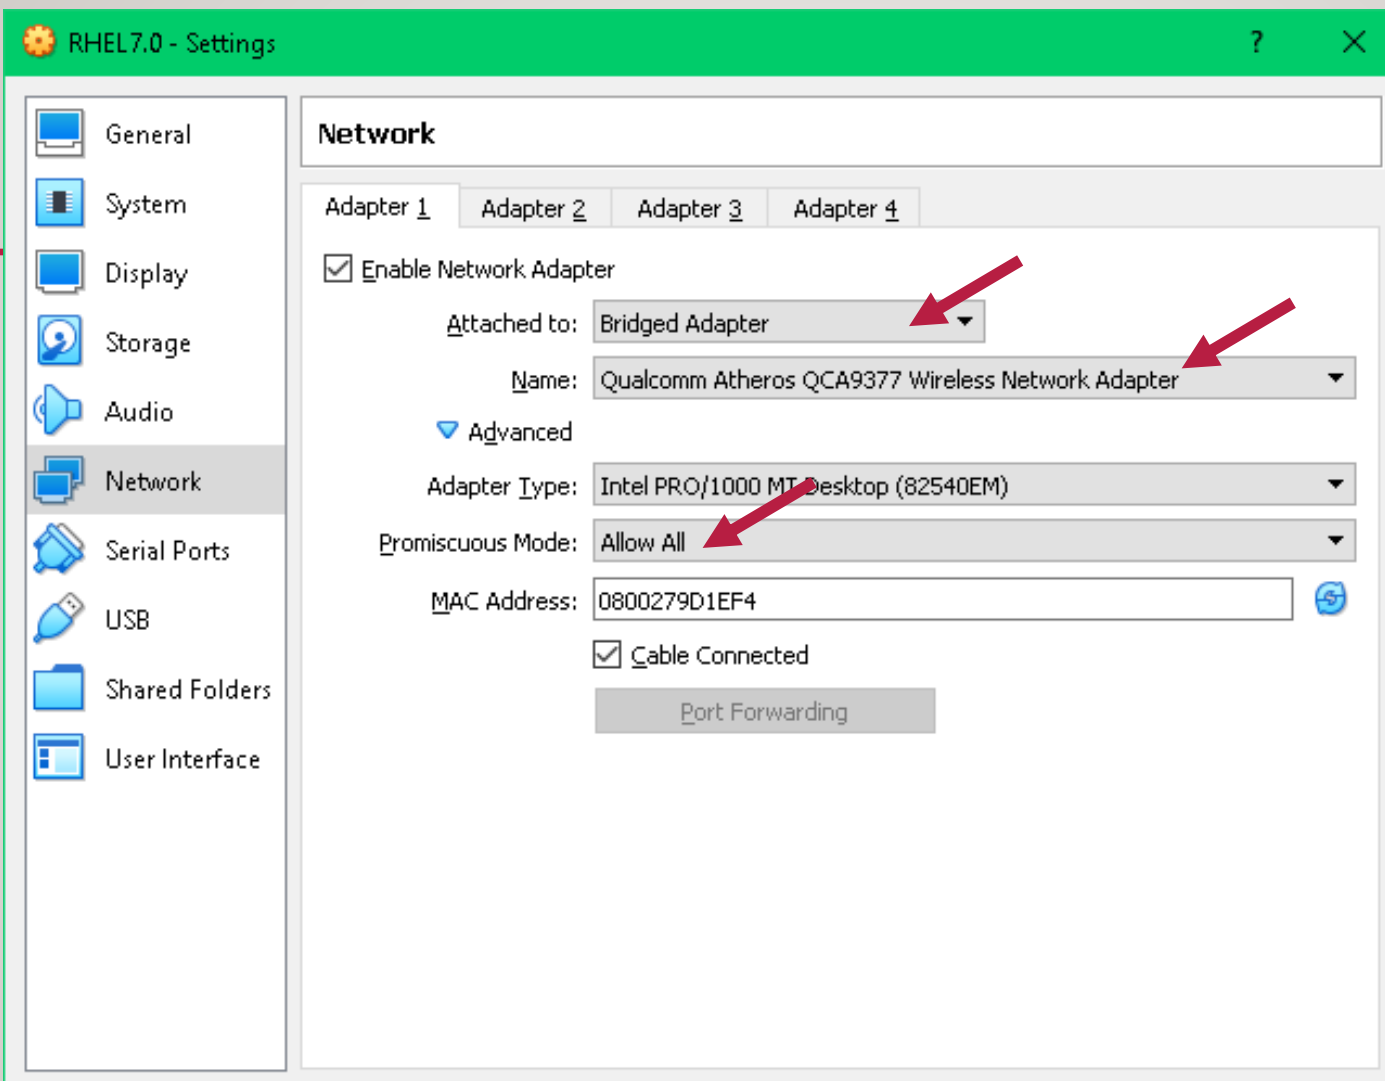 RHEL7.0 - Settings
?
General
System
Display
Storage
Audio
Network
Serial Ports
USB
Shared Folders
User Interface
Network
Adapter 1 Adapter 2 Adapter 3 Adapter 4
Enable Network Adapter
Attached to: Bridged Adapter
Name: Qualcomm Atheros QCA9377 Wireless Network Adapter
Advanced
Adapter Type: Intel PRO/1000 MT Desktop (82540EM)
Promiscuous Mode: Allow All
MAC Address: 0800279D1EF4
Cable Connected
Port Forwarding